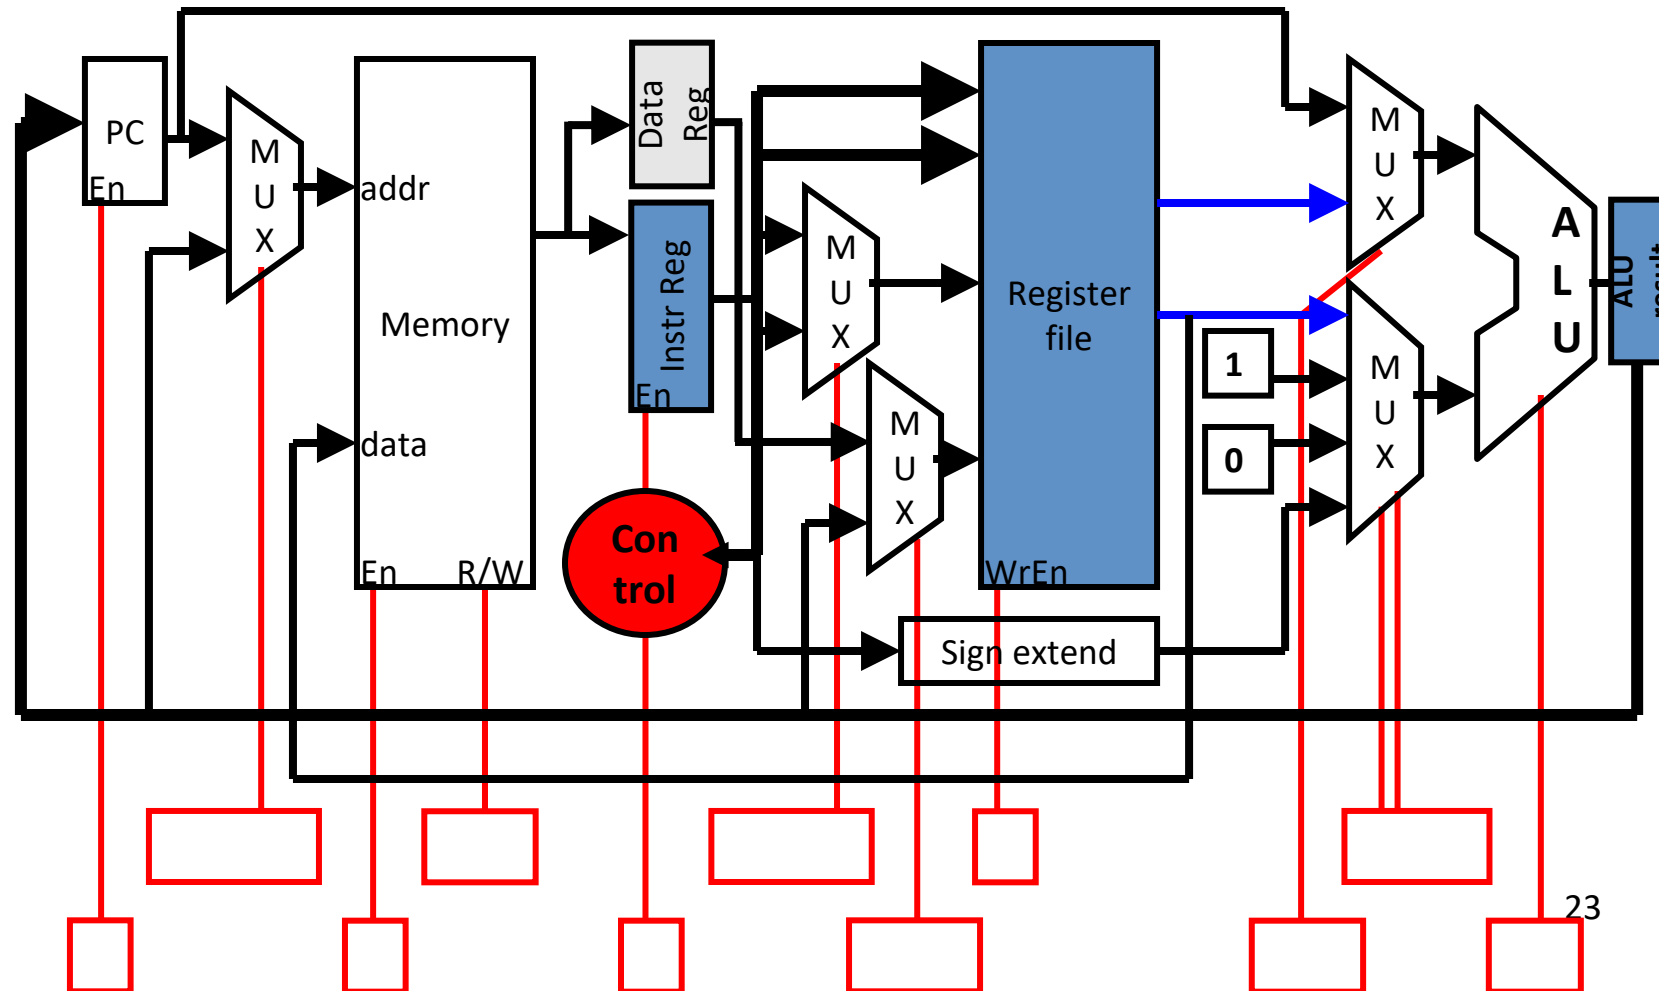 PC
En
M
U
X
addr
Memory
data
En
R/W
Data
Reg
Instr Reg
En
Con
trol
M
U
X
M
U
X
Register
file
WrEn
Sign extend
M
U
X
1
0
M
U
X
A
L
U
ALU
result
23